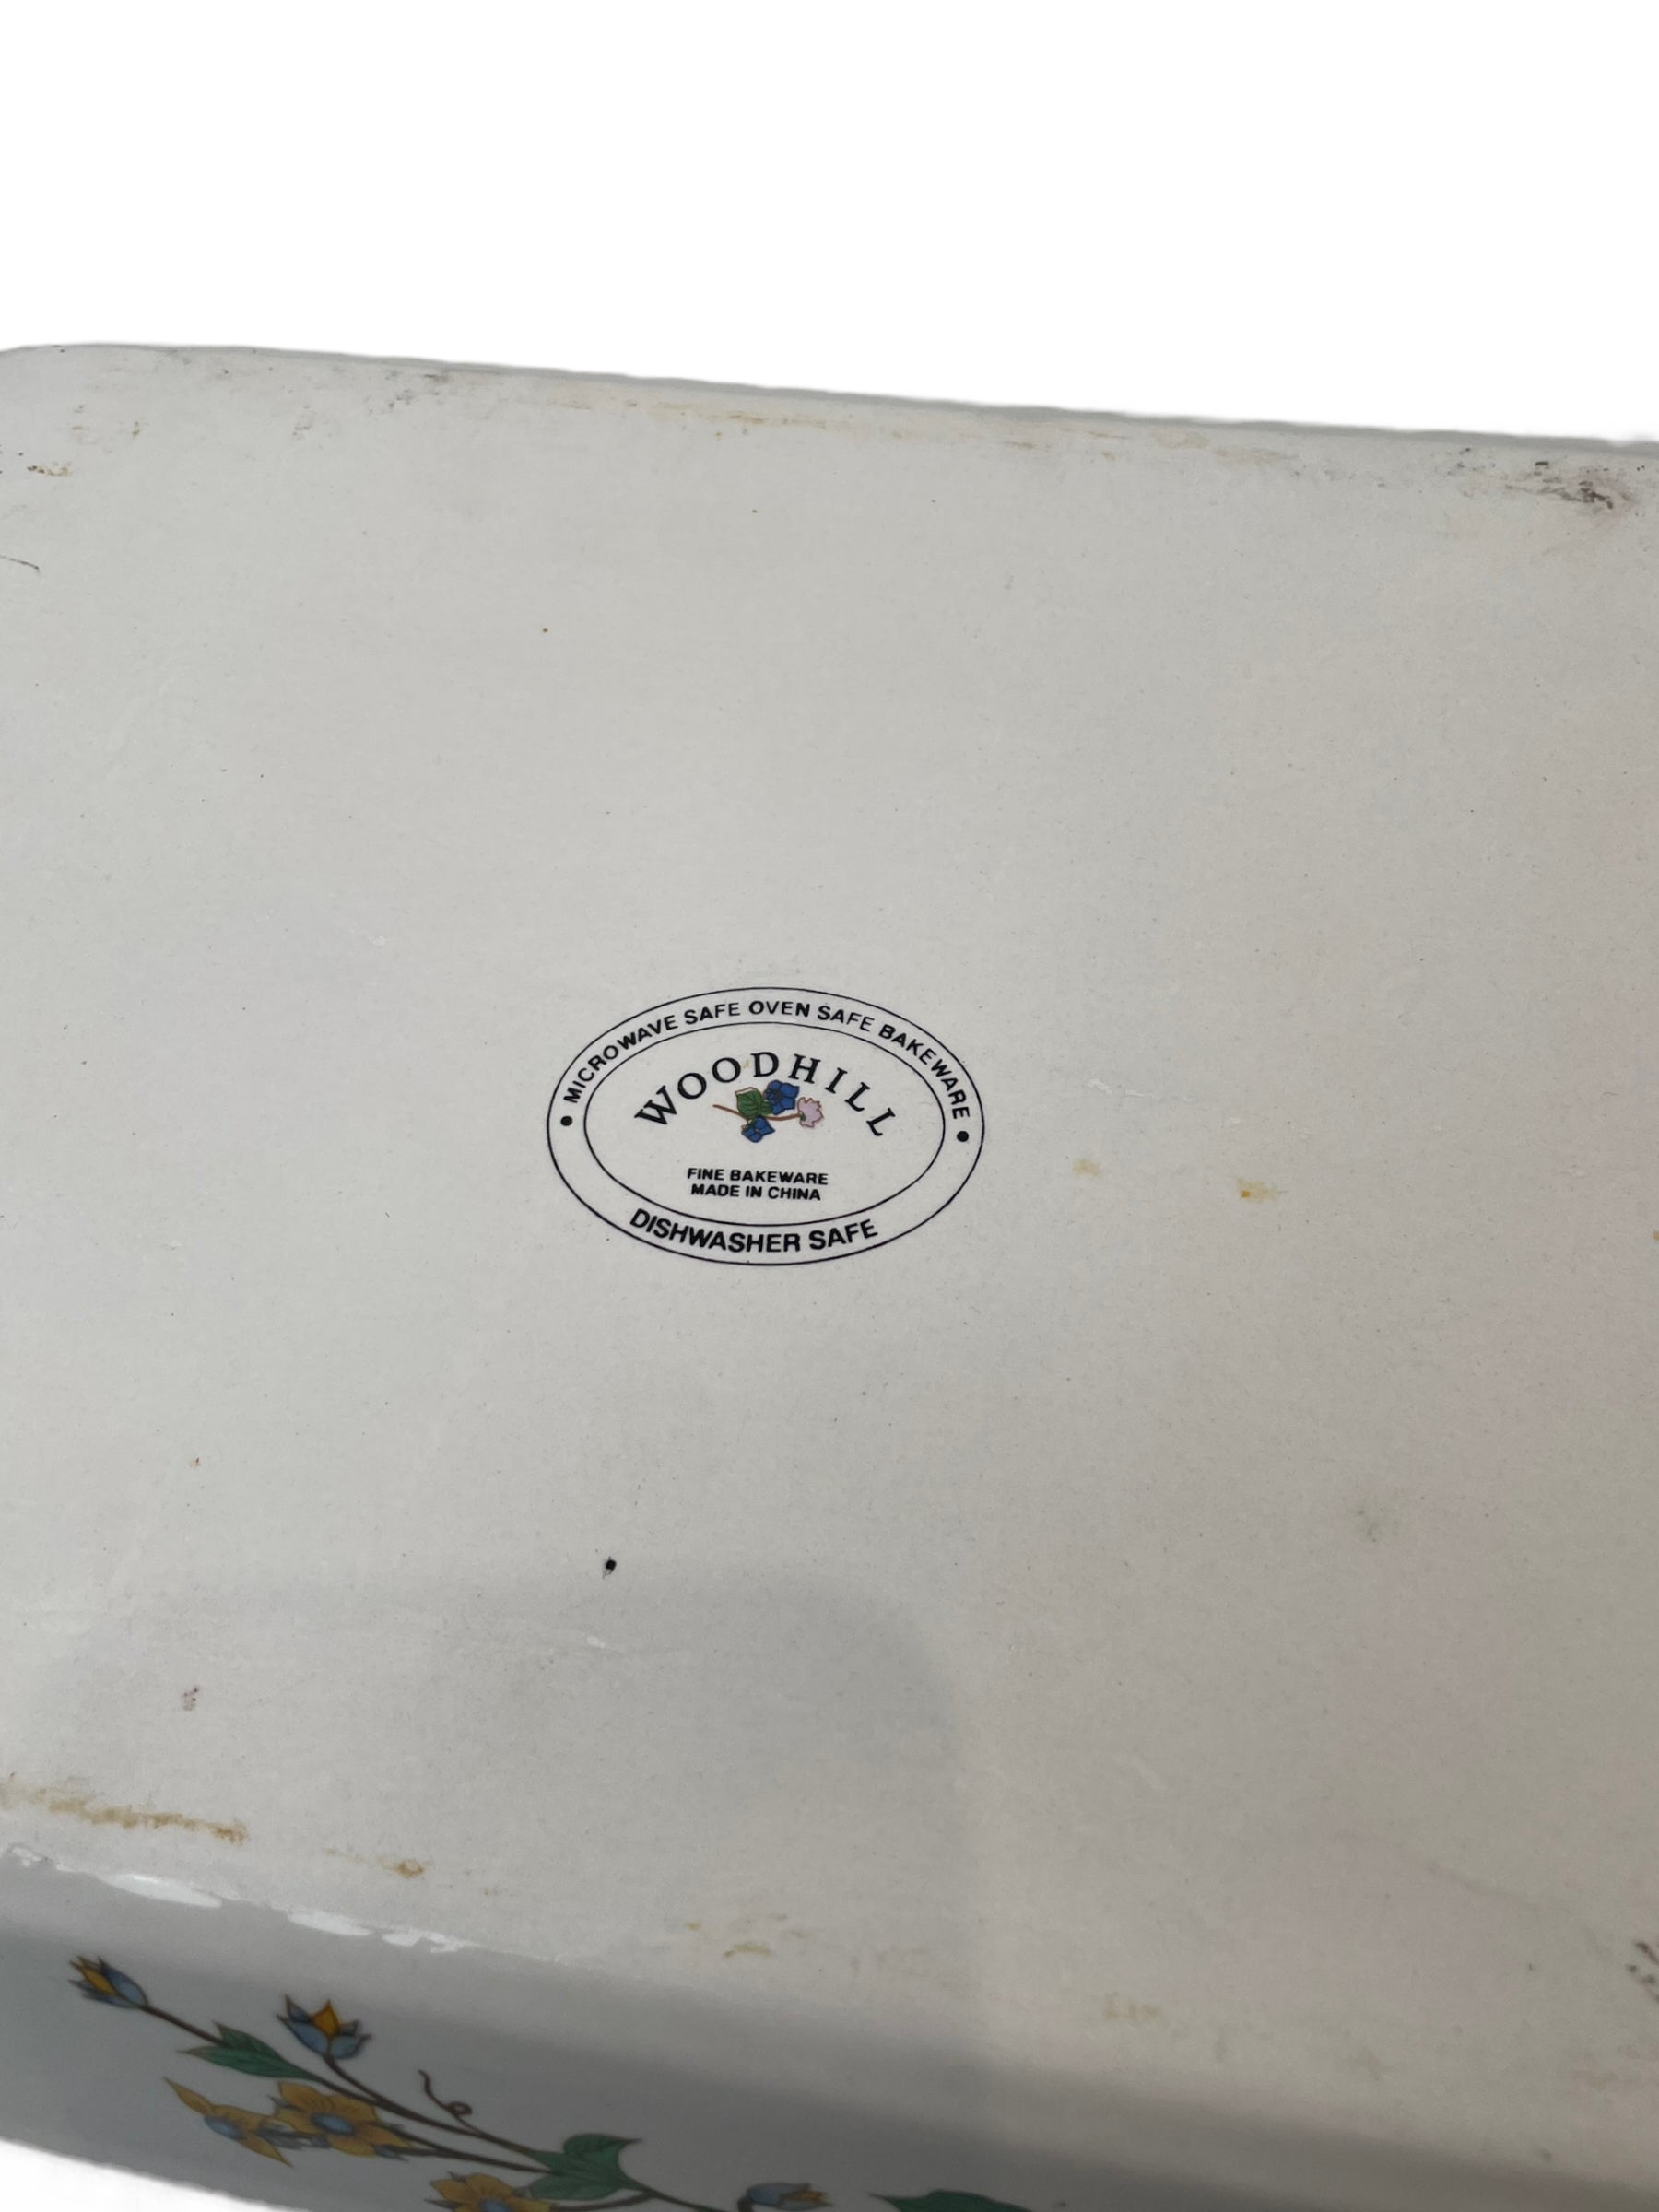 • MICROWAVE SAFE OVEN SAFE BAKEWARE •
WOODHILL
FINE BAKEWARE
MADE IN CHINA
DISHWASHER SAFE